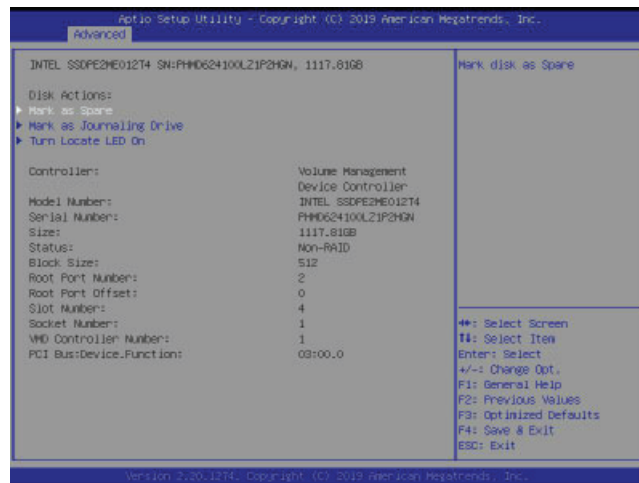 Aptio Setup Utility - Copyright (C) 2019 American Megatrends, Inc.
Advanced
INTEL SSDPE2ME012T4 SN:PHMD624100LZ1P2HGN, 1117.81GB
Mark disk as Spare
Disk Actions:
Mark as Spare
Mark as Journaling Drive
Turn Locate LED On
Controller: Volume Management
Device Controller
Model Number: INTEL SSDPE2ME012T4
Serial Number: PHMD624100LZ1P2HGN
Size: 1117.81GB
Status: Non-RAID
Block Size: 512
Root Port Number: 2
Root Port Offset: 0
Slot Number: 4
Socket Number: 1
VMD Controller Number: 1
PCI Bus:Device.Function: 03:00.0
→←: Select Screen
↑↓: Select Item
Enter: Select
+/-: Change Opt.
F1: General Help
F2: Previous Values
F3: Optimized Defaults
F4: Save & Exit
ESC: Exit
Version 2.20.1274. Copyright (C) 2019 American Megatrends, Inc.